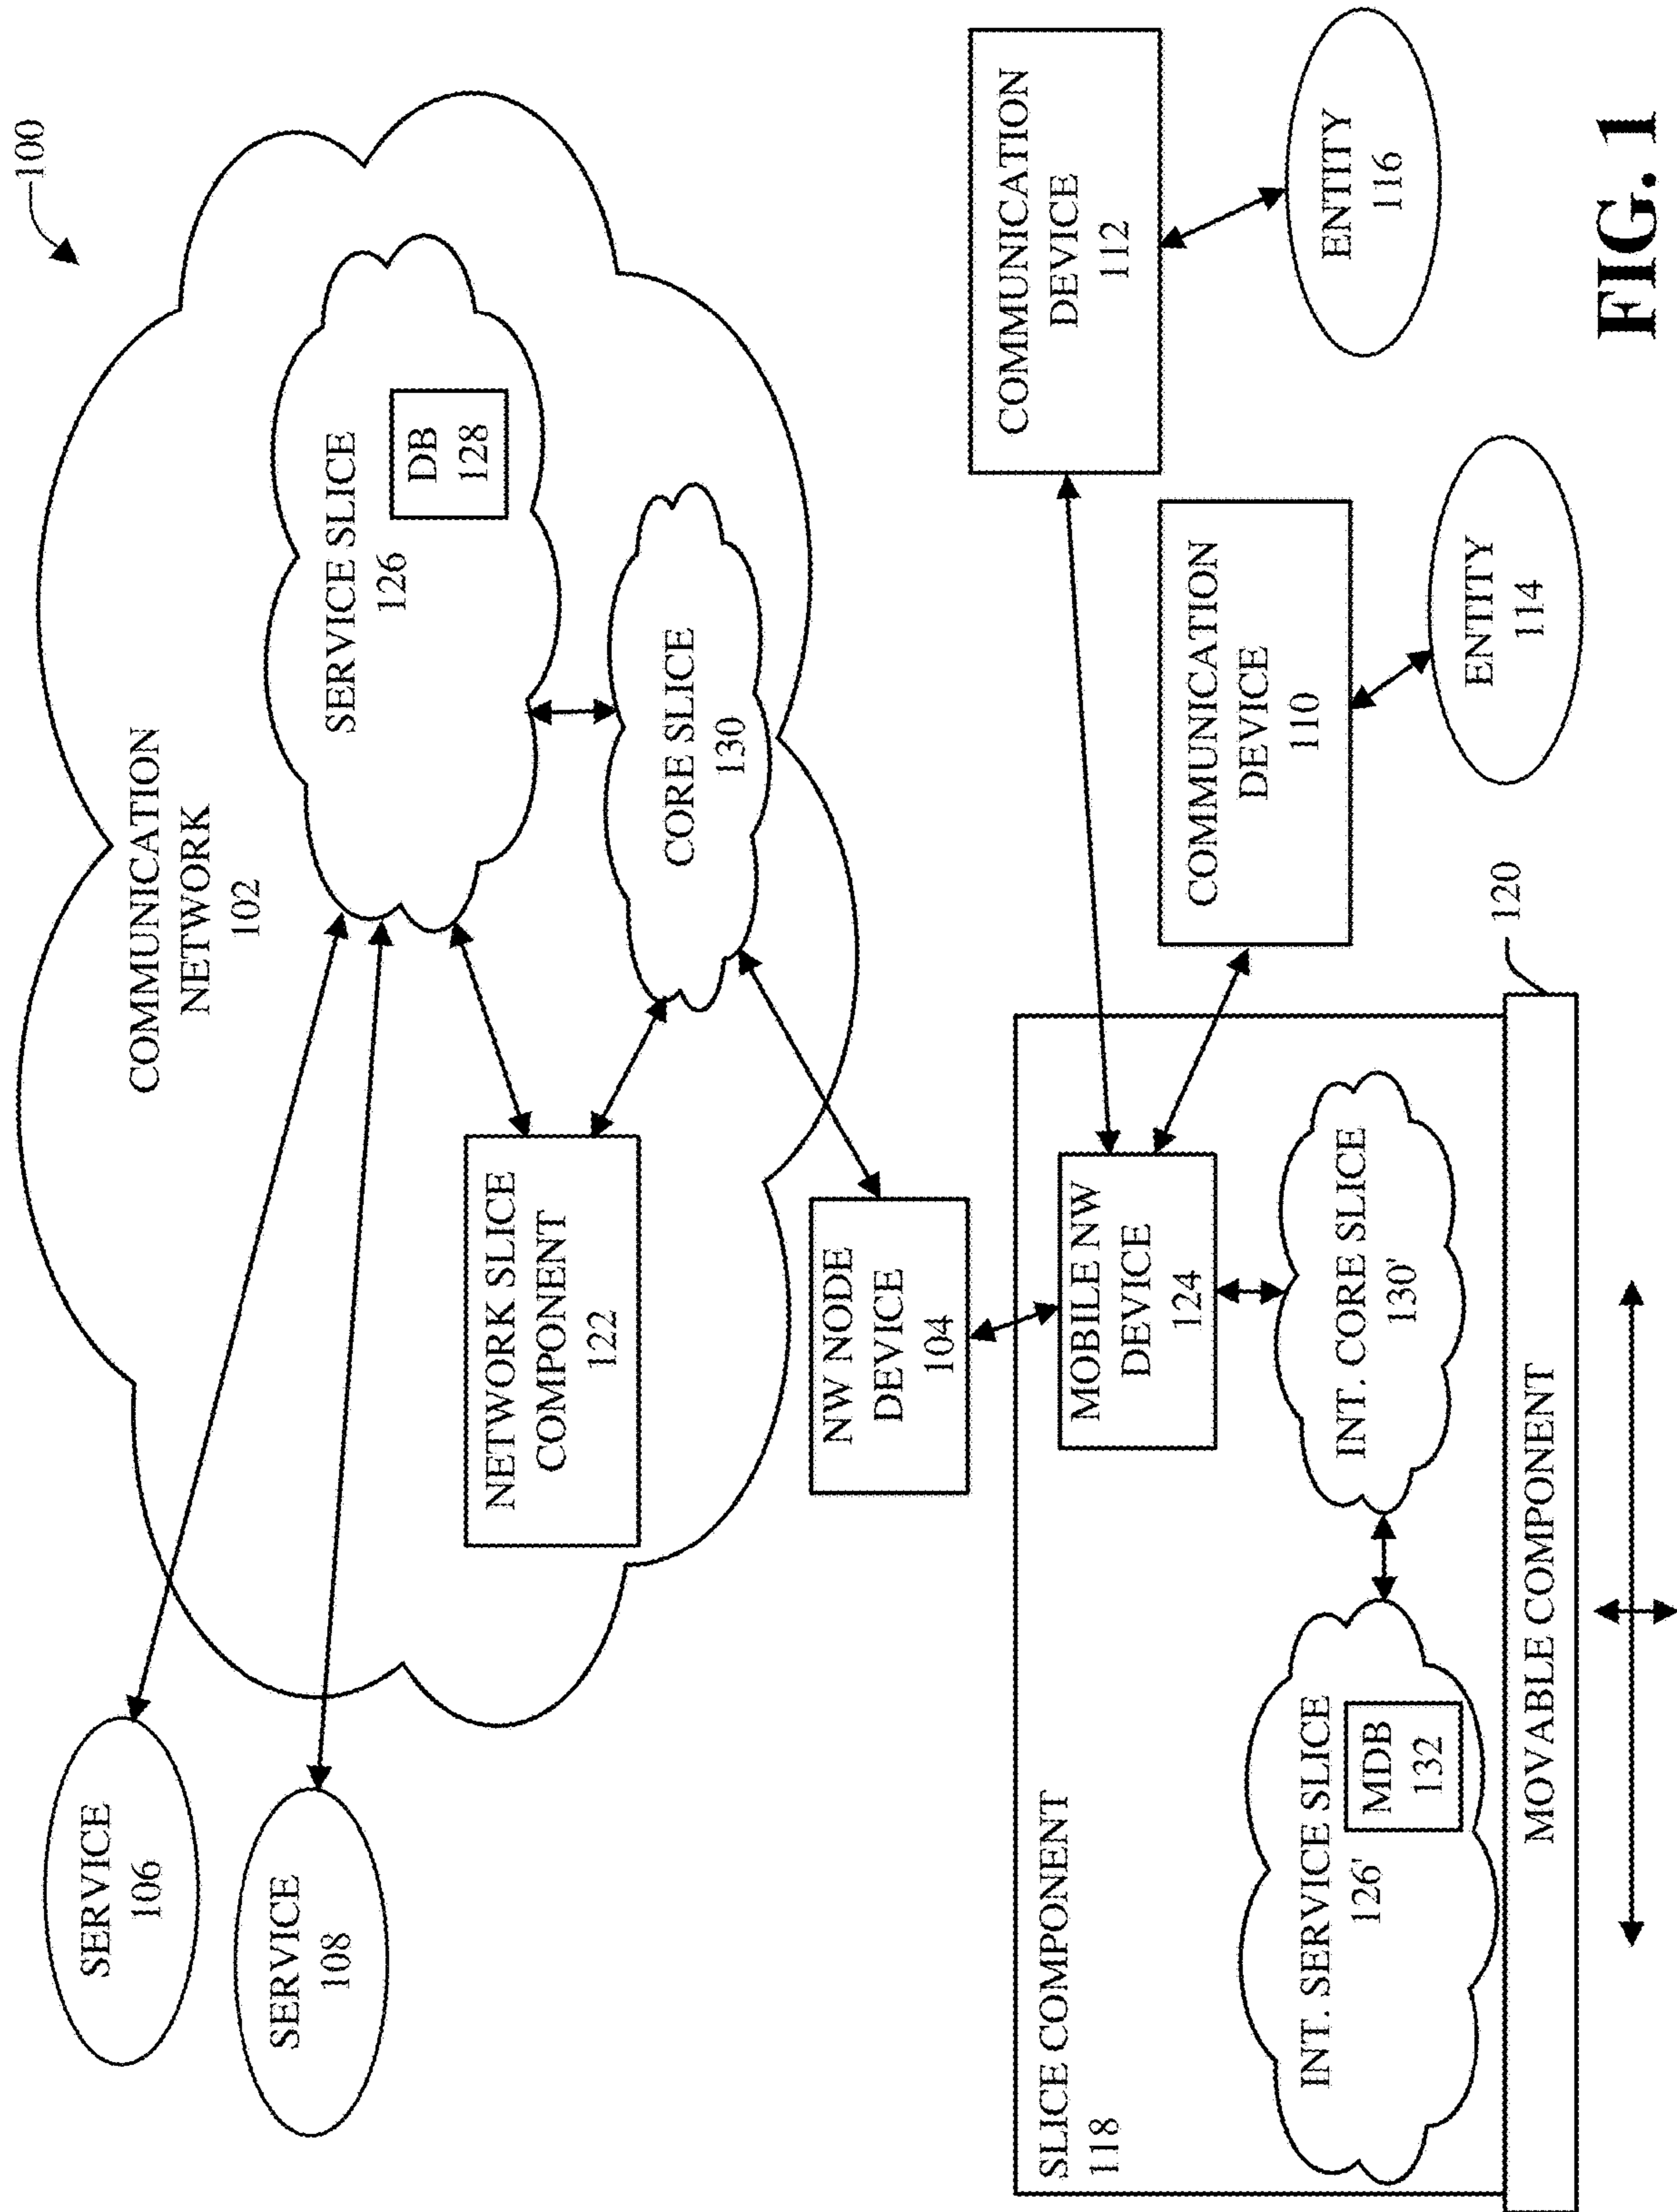 100
COMMUNICATION
NETWORK
102
SERVICE
106
SERVICE
108
SERVICE SLICE
126
DB
128
NETWORK SLICE
COMPONENT
122
CORE SLICE
130
NW NODE
DEVICE
104
SLICE COMPONENT
118
MOBILE NW
DEVICE
124
INT. SERVICE SLICE
126'
MDB
132
INT. CORE SLICE
130'
MOVABLE COMPONENT
120
COMMUNICATION
DEVICE
110
COMMUNICATION
DEVICE
112
ENTITY
114
ENTITY
116
FIG. 1